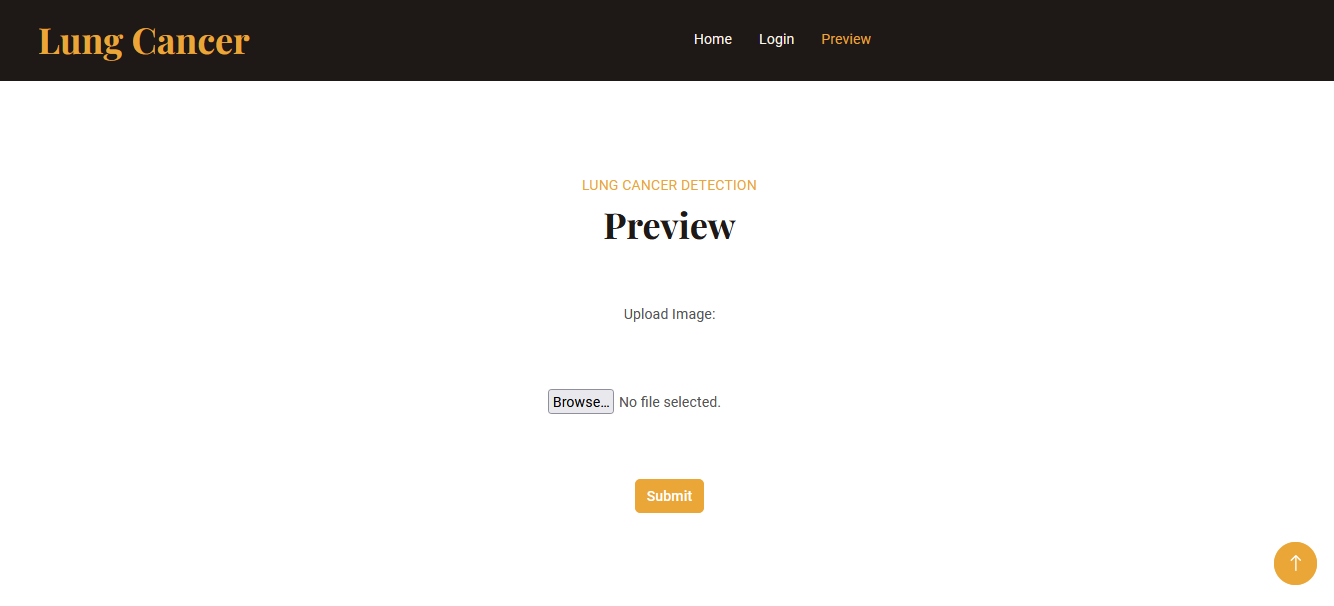 Lung Cancer
Home Login Preview
LUNG CANCER DETECTION
Preview
Upload Image:
Browse... No file selected.
Submit